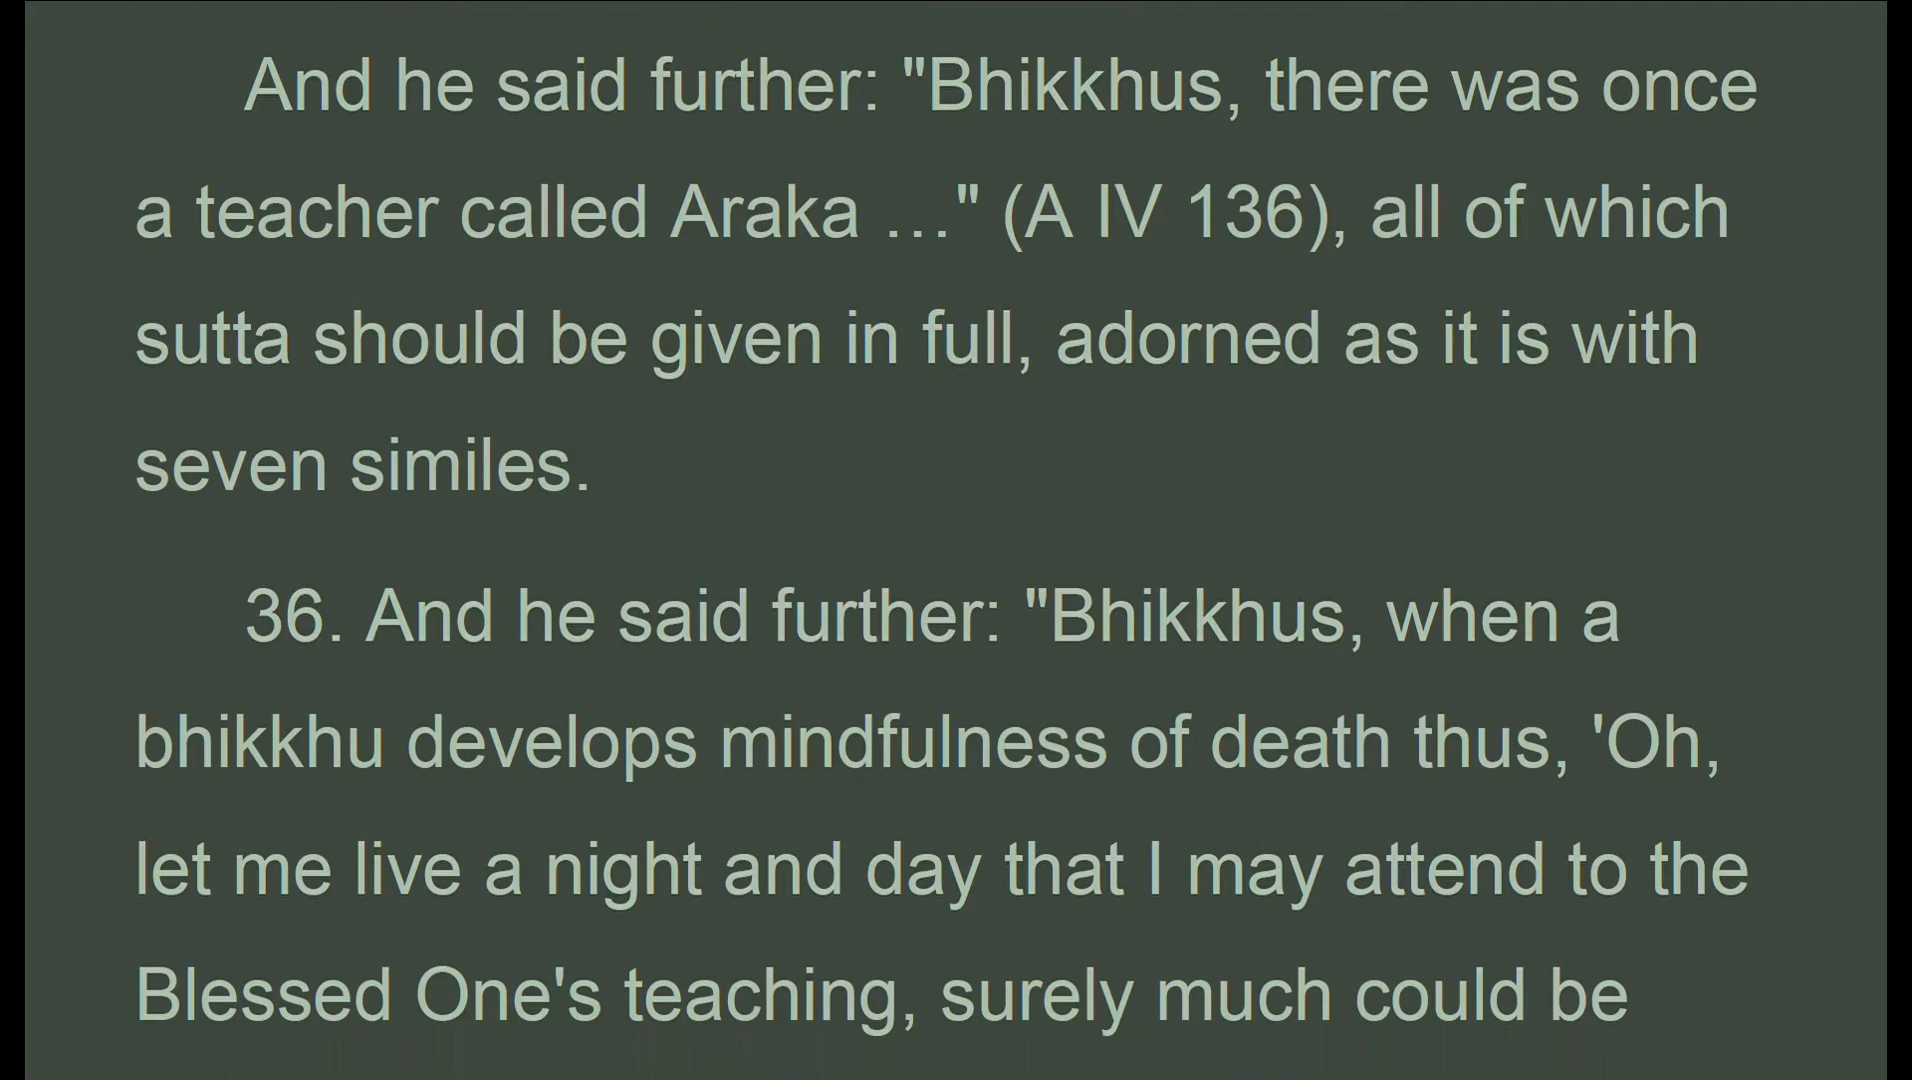 And he said further: "Bhikkhus, there was once
a teacher called Araka …" (A IV 136), all of which
sutta should be given in full, adorned as it is with
seven similes.
36. And he said further: "Bhikkhus, when a
bhikkhu develops mindfulness of death thus, 'Oh,
let me live a night and day that I may attend to the
Blessed One's teaching, surely much could be